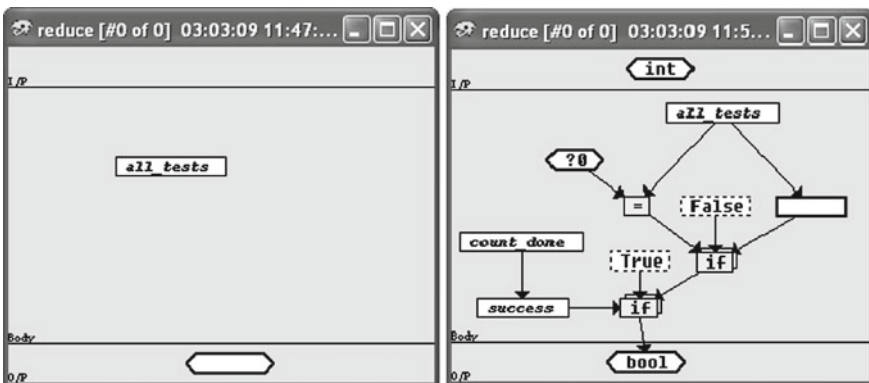 reduce [#0 of 0] 03:03:09 11:47:...
I/P
all_tests
Body
O/P
reduce [#0 of 0] 03:03:09 11:5...
int
I/P
all_tests
?0
=
False
count_done
True
if
success
if
Body
bool
O/P